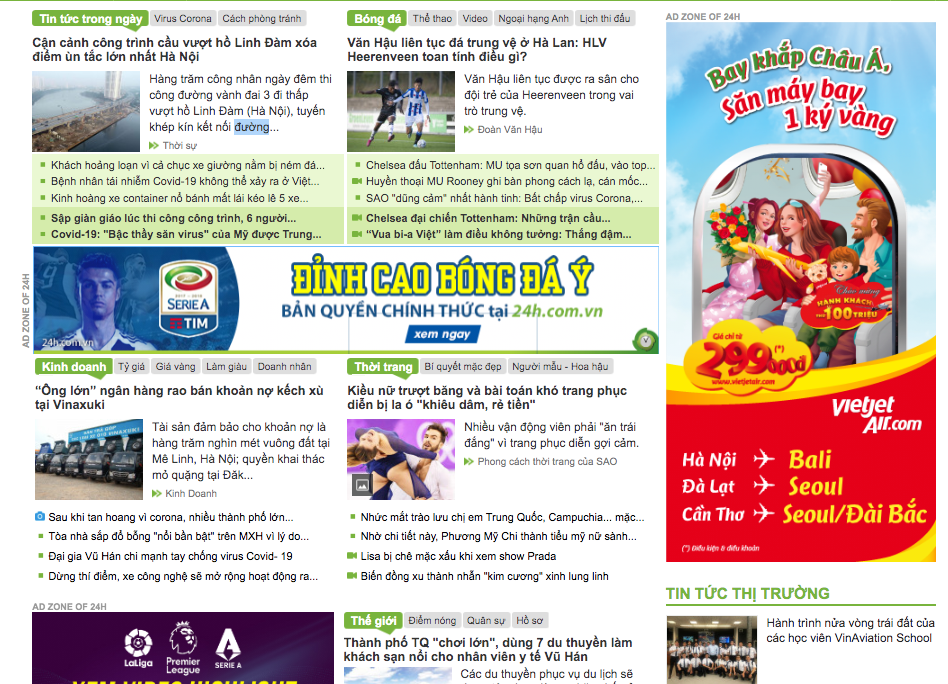 Tin tức trong ngày
Virus Corona
Cách phòng tránh
Cận cảnh công trình cầu vượt hồ Linh Đàm xóa
điểm ùn tắc lớn nhất Hà Nội
Hàng trăm công nhân ngày đêm thi
công đường vành đai 3 đi thấp
vượt hồ Linh Đàm (Hà Nội), tuyến
khép kín kết nối đường...
Thời sự
Khách hoảng loạn vì cả chục xe giường nằm bị ném đá...
Bệnh nhân tái nhiễm Covid-19 không thể xảy ra ở Việt...
Kinh hoàng xe container nổ bánh mất lái kéo lê 5 xe...
Sập giàn giáo lúc thi công công trình, 6 người...
Covid-19: "Bậc thầy săn virus" của Mỹ được Trung...
Bóng đá
Thể thao
Video
Ngoại hạng Anh
Lịch thi đấu
Văn Hậu liên tục đá trung vệ ở Hà Lan: HLV
Heerenveen toan tính điều gì?
Văn Hậu liên tục được ra sân cho
đội trẻ của Heerenveen trong vai
trò trung vệ.
Đoàn Văn Hậu
Chelsea đấu Tottenham: MU tọa sơn quan hổ đấu, vào top...
Huyền thoại MU Rooney ghi bàn phong cách lạ, cán mốc...
SAO "dũng cảm" nhất hành tinh: Bất chấp virus Corona,...
Chelsea đại chiến Tottenham: Những trận cầu...
“Vua bi-a Việt” làm điều không tưởng: Thắng đậm...
AD ZONE OF 24H
24h.com.vn
SERIE A
TIM
ĐỈNH CAO BÓNG ĐÁ Ý
BẢN QUYỀN CHÍNH THỨC tại 24h.com.vn
xem ngay
Kinh doanh
Tỷ giá
Giá vàng
Làm giàu
Doanh nhân
“Ông lớn” ngân hàng rao bán khoản nợ kếch xù
tại Vinaxuki
Tài sản đảm bảo cho khoản nợ là
hàng trăm nghìn mét vuông đất tại
Mê Linh, Hà Nội; quyền khai thác
mỏ quặng tại Đăk...
Kinh Doanh
Sau khi tan hoang vì corona, nhiều thành phố lớn...
Tòa nhà sắp đổ bỗng "nổi bần bật" trên MXH vì lý do...
Đại gia Vũ Hán chi mạnh tay chống virus Covid- 19
Dừng thí điểm, xe công nghệ sẽ mở rộng hoạt động ra...
Thời trang
Bí quyết mặc đẹp
Người mẫu - Hoa hậu
Kiều nữ trượt băng và bài toán khó trang phục
diễn bị la ó "khiêu dâm, rẻ tiền"
Nhiều vận động viên phải "ăn trái
đắng" vì trang phục diễn gợi cảm.
Phong cách thời trang của SAO
Nhức mắt trào lưu chị em Trung Quốc, Campuchia... mặc...
Nhờ chi tiết này, Phương Mỹ Chi thành tiểu mỹ nữ sành...
Lisa bị chê mặc xấu khi xem show Prada
Biến đồng xu thành nhẫn "kim cương" xinh lung linh
AD ZONE OF 24H
LaLiga
Premier
League
SERIE A
XEM VIDEO HIGHLIGHT
Thế giới
Điểm nóng
Quân sự
Hồ sơ
Thành phố TQ "chơi lớn", dùng 7 du thuyền làm
khách sạn nổi cho nhân viên y tế Vũ Hán
Các du thuyền phục vụ du lịch sẽ
AD ZONE OF 24H
Bay khắp Châu Á,
Săn máy bay
1 ký vàng
Chúc mừng
HÀNH KHÁCH
THỨ 100 TRIỆU
Giá chỉ từ
299.000đ
(*)
www.vietjetair.com
Vietjet
Air.com
Hà Nội Bali
Đà Lạt Seoul
Cần Thơ Seoul/Đài Bắc
(*) Điều kiện & điều khoản
TIN TỨC THỊ TRƯỜNG
Hành trình nửa vòng trái đất của
các học viên VinAviation School